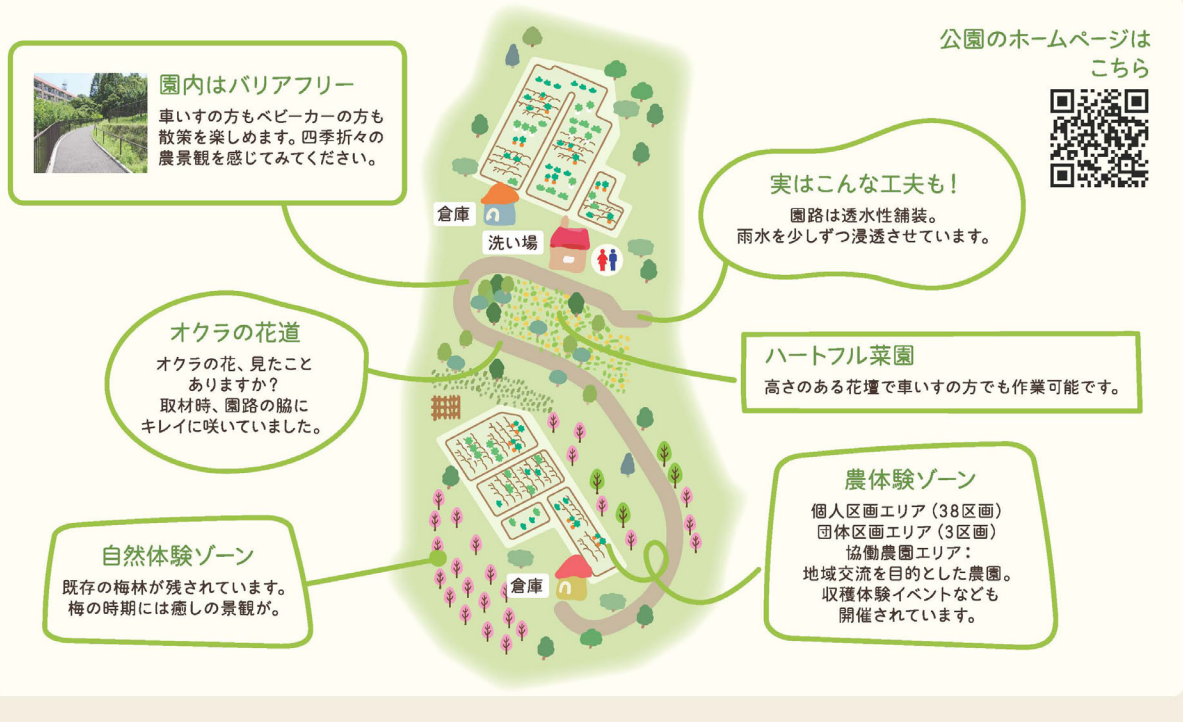 公園のホームページは
こちら
園内はバリアフリー
車いすの方もベビーカーの方も
散策を楽しめます。四季折々の
農景観を感じてみてください。
実はこんな工夫も!
園路は透水性舗装。
雨水を少しずつ浸透させています。
倉庫
洗い場
オクラの花道
オクラの花、見たこと
ありますか?
取材時、園路の脇に
キレイに咲いていました。
ハートフル菜園
高さのある花壇で車いすの方でも作業可能です。
農体験ゾーン
個人区画エリア(38区画)
団体区画エリア(3区画)
協働農園エリア:
地域交流を目的とした農園。
収穫体験イベントなども
開催されています。
自然体験ゾーン
既存の梅林が残されています。
梅の時期には癒しの景観が。
倉庫